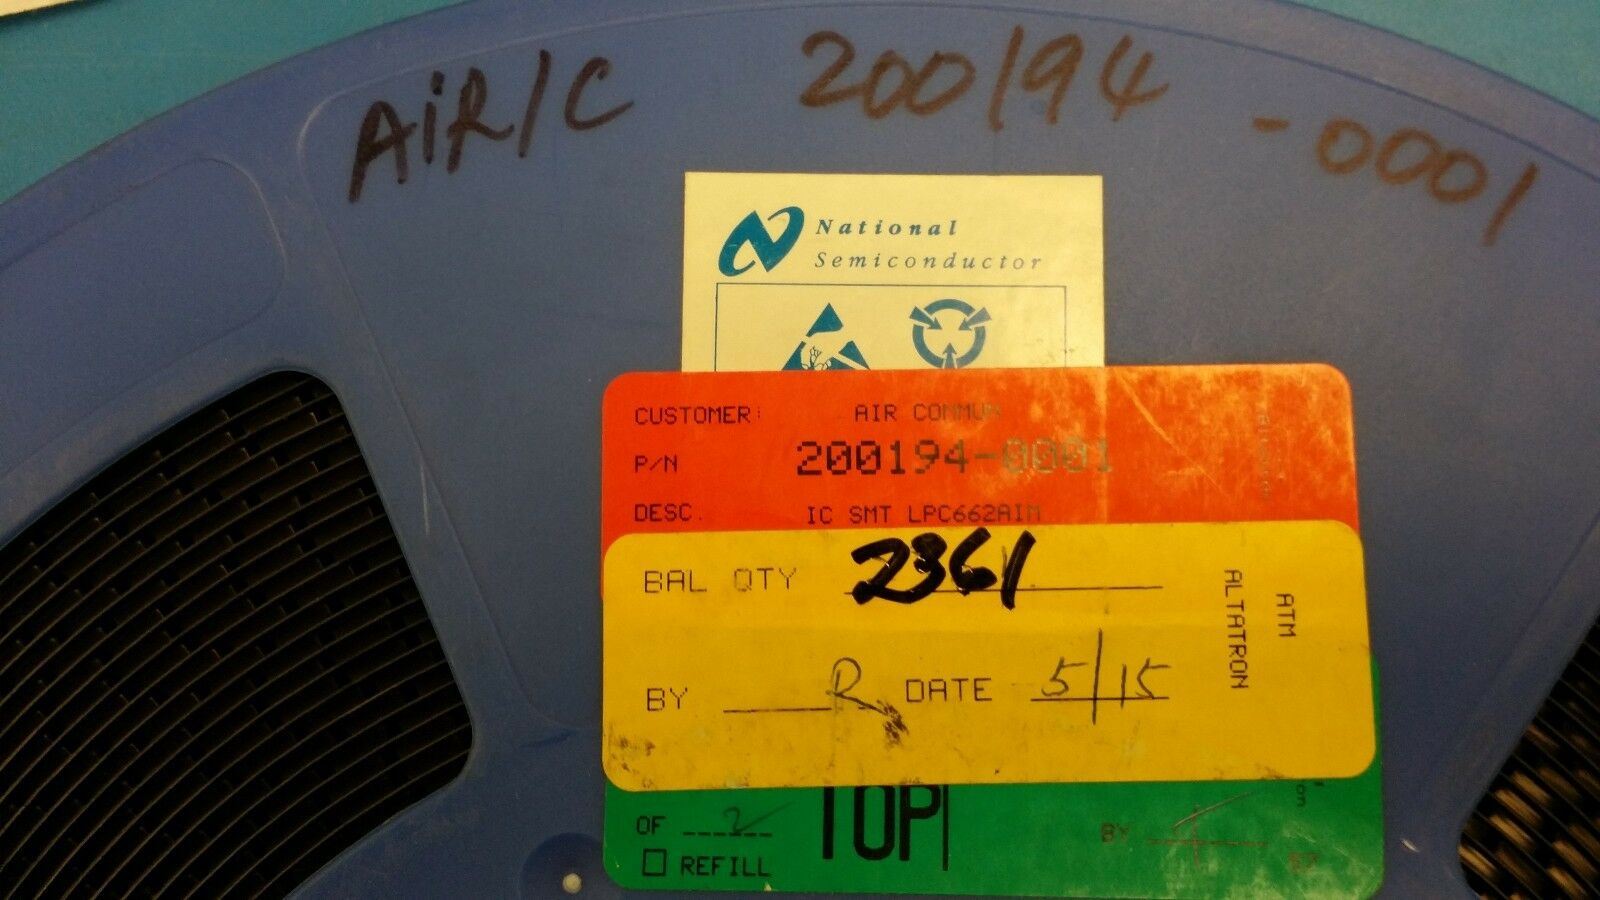 AiR/C 200194 -0001
National
Semiconductor
CUSTOMER: AIR COMMUN
P/N 200194-0001
DESC. IC SMT LPC662AIM
BAL QTY 2361
BY R DATE 5/15
ALTATRON
ATM
OF 2 TOP
BY
REFILL